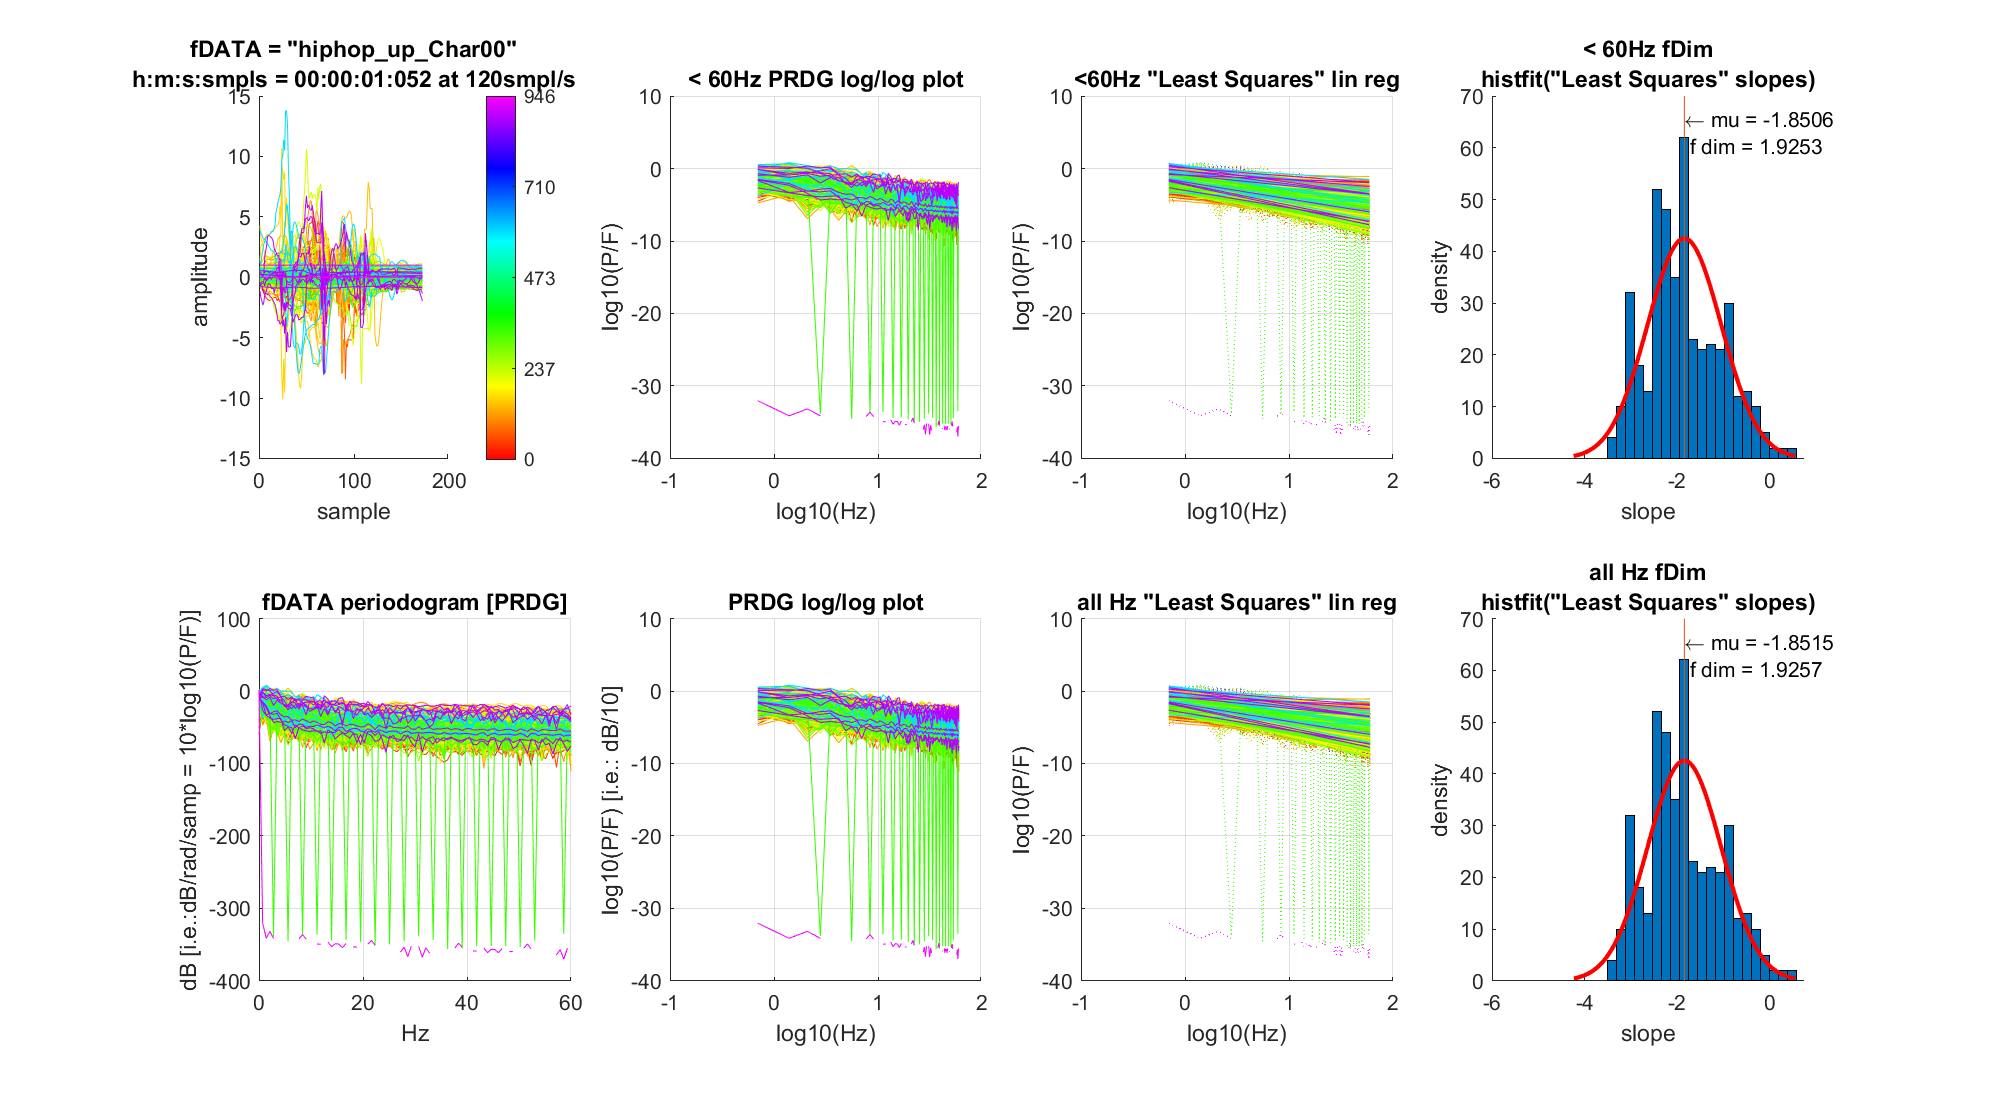 fDATA = "hiphop_up_Char00"
h:m:s:smpls = 00:00:01:052 at 120smpl/s
15
10
5
0
-5
-10
-15
0
100
200
amplitude
sample
946
710
473
237
0
< 60Hz PRDG log/log plot
10
0
-10
-20
-30
-40
-1
0
1
2
log10(P/F)
log10(Hz)
<60Hz "Least Squares" lin reg
10
0
-10
-20
-30
-40
-1
0
1
2
log10(P/F)
log10(Hz)
< 60Hz fDim
histfit("Least Squares" slopes)
70
60
50
40
30
20
10
0
-6
-4
-2
0
← mu = -1.8506
f dim = 1.9253
density
slope
fDATA periodogram [PRDG]
100
0
-100
-200
-300
-400
0
20
40
60
dB [i.e.:dB/rad/samp = 10*log10(P/F)]
Hz
PRDG log/log plot
10
0
-10
-20
-30
-40
-1
0
1
2
log10(P/F) [i.e.: dB/10]
log10(Hz)
all Hz "Least Squares" lin reg
10
0
-10
-20
-30
-40
-1
0
1
2
log10(P/F)
log10(Hz)
all Hz fDim
histfit("Least Squares" slopes)
70
60
50
40
30
20
10
0
-6
-4
-2
0
← mu = -1.8515
f dim = 1.9257
density
slope